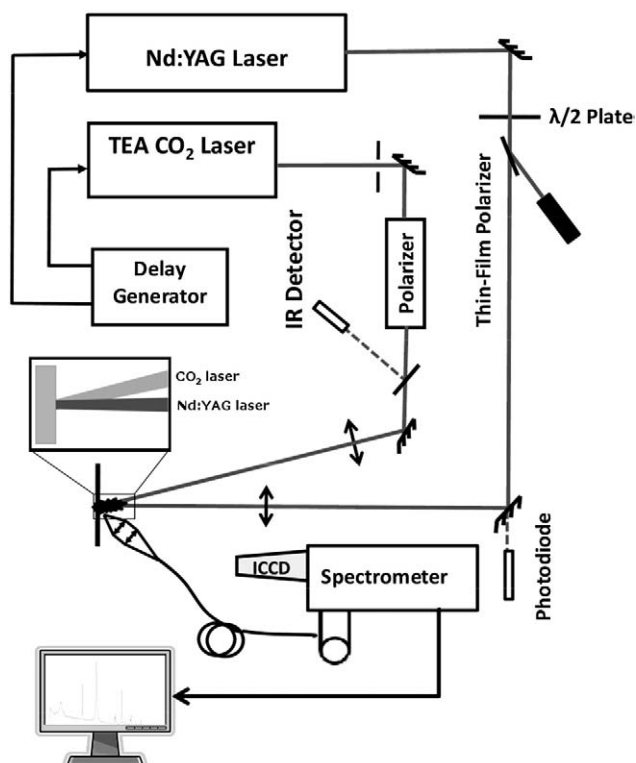 Nd:YAG Laser
λ/2 Plate
TEA CO₂ Laser
Thin-Film Polarizer
Polarizer
Delay
Generator
IR Detector
CO₂ laser
Nd:YAG laser
ICCD
Spectrometer
Photodiode